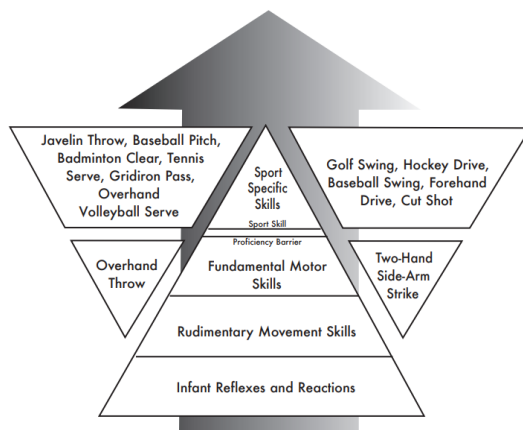 Javelin Throw, Baseball Pitch,
Badminton Clear, Tennis
Serve, Gridiron Pass,
Overhand
Volleyball Serve
Golf Swing, Hockey Drive,
Baseball Swing, Forehand
Drive, Cut Shot
Sport
Specific
Skills
Sport Skill
Proficiency Barrier
Overhand
Throw
Fundamental Motor
Skills
Two-Hand
Side-Arm
Strike
Rudimentary Movement Skills
Infant Reflexes and Reactions